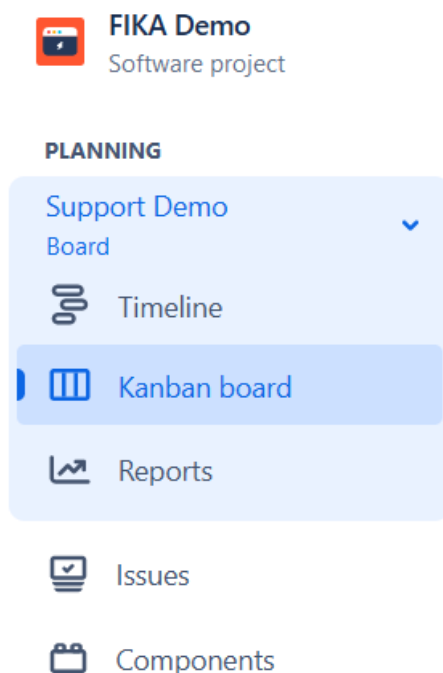 FIKA Demo
Software project
PLANNING
Support Demo
Board
Timeline
Kanban board
Reports
Issues
Components